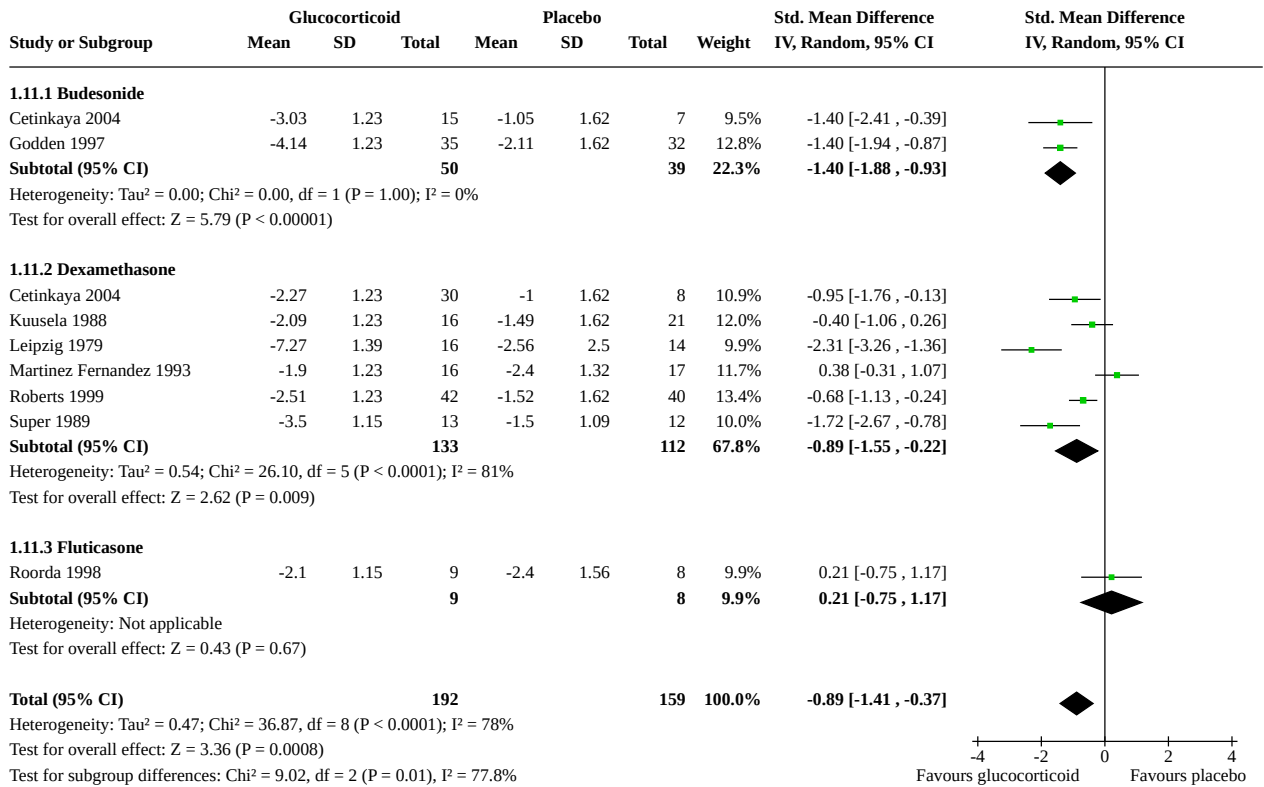 Glucocorticoid Placebo Std. Mean Difference Std. Mean Difference
Study or Subgroup Mean SD Total Mean SD Total Weight IV, Random, 95% CI IV, Random, 95% CI
1.11.1 Budesonide
Cetinkaya 2004 -3.03 1.23 15 -1.05 1.62 7 9.5% -1.40 [-2.41 , -0.39]
Godden 1997 -4.14 1.23 35 -2.11 1.62 32 12.8% -1.40 [-1.94 , -0.87]
Subtotal (95% CI) 50 39 22.3% -1.40 [-1.88 , -0.93]
Heterogeneity: Tau² = 0.00; Chi² = 0.00, df = 1 (P = 1.00); I² = 0%
Test for overall effect: Z = 5.79 (P < 0.00001)
1.11.2 Dexamethasone
Cetinkaya 2004 -2.27 1.23 30 -1 1.62 8 10.9% -0.95 [-1.76 , -0.13]
Kuusela 1988 -2.09 1.23 16 -1.49 1.62 21 12.0% -0.40 [-1.06 , 0.26]
Leipzig 1979 -7.27 1.39 16 -2.56 2.5 14 9.9% -2.31 [-3.26 , -1.36]
Martinez Fernandez 1993 -1.9 1.23 16 -2.4 1.32 17 11.7% 0.38 [-0.31 , 1.07]
Roberts 1999 -2.51 1.23 42 -1.52 1.62 40 13.4% -0.68 [-1.13 , -0.24]
Super 1989 -3.5 1.15 13 -1.5 1.09 12 10.0% -1.72 [-2.67 , -0.78]
Subtotal (95% CI) 133 112 67.8% -0.89 [-1.55 , -0.22]
Heterogeneity: Tau² = 0.54; Chi² = 26.10, df = 5 (P < 0.0001); I² = 81%
Test for overall effect: Z = 2.62 (P = 0.009)
1.11.3 Fluticasone
Roorda 1998 -2.1 1.15 9 -2.4 1.56 8 9.9% 0.21 [-0.75 , 1.17]
Subtotal (95% CI) 9 8 9.9% 0.21 [-0.75 , 1.17]
Heterogeneity: Not applicable
Test for overall effect: Z = 0.43 (P = 0.67)
Total (95% CI) 192 159 100.0% -0.89 [-1.41 , -0.37]
Heterogeneity: Tau² = 0.47; Chi² = 36.87, df = 8 (P < 0.0001); I² = 78%
Test for overall effect: Z = 3.36 (P = 0.0008)
Test for subgroup differences: Chi² = 9.02, df = 2 (P = 0.01), I² = 77.8%
-4 -2 0 2 4
Favours glucocorticoid Favours placebo